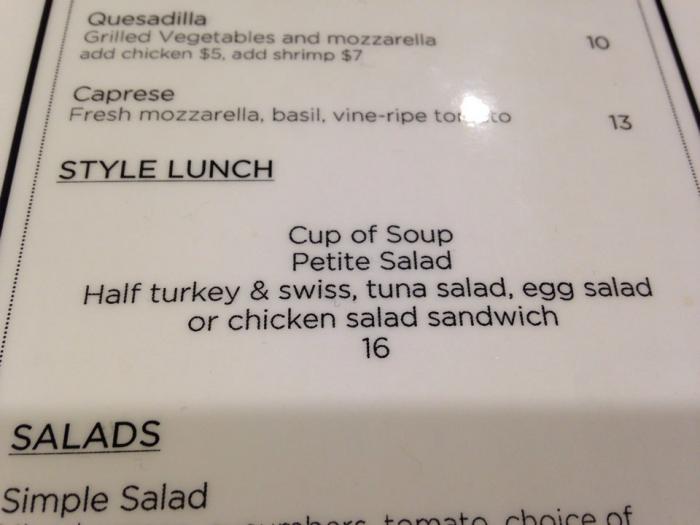 Quesadilla
Grilled Vegetables and mozzarella 10
add chicken $5, add shrimp $7
Caprese
Fresh mozzarella, basil, vine-ripe tomato 13
STYLE LUNCH
Cup of Soup
Petite Salad
Half turkey & swiss, tuna salad, egg salad
or chicken salad sandwich
16
SALADS
Simple Salad
tomato, choice of